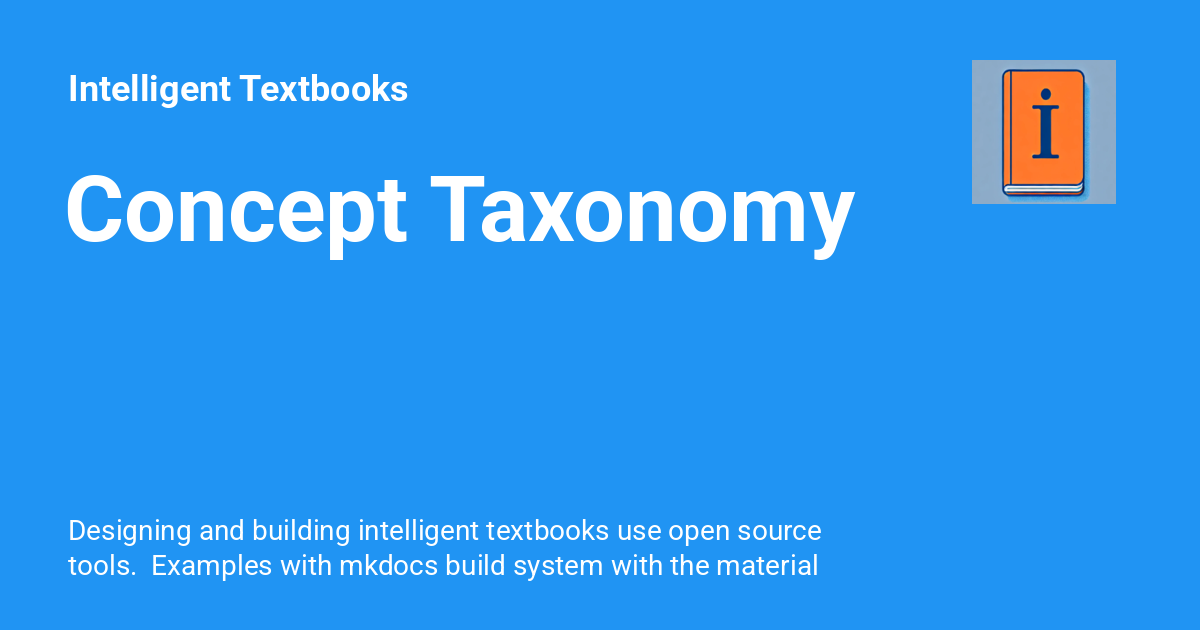 Intelligent Textbooks
i
Concept Taxonomy
Designing and building intelligent textbooks use open source
tools.  Examples with mkdocs build system with the material